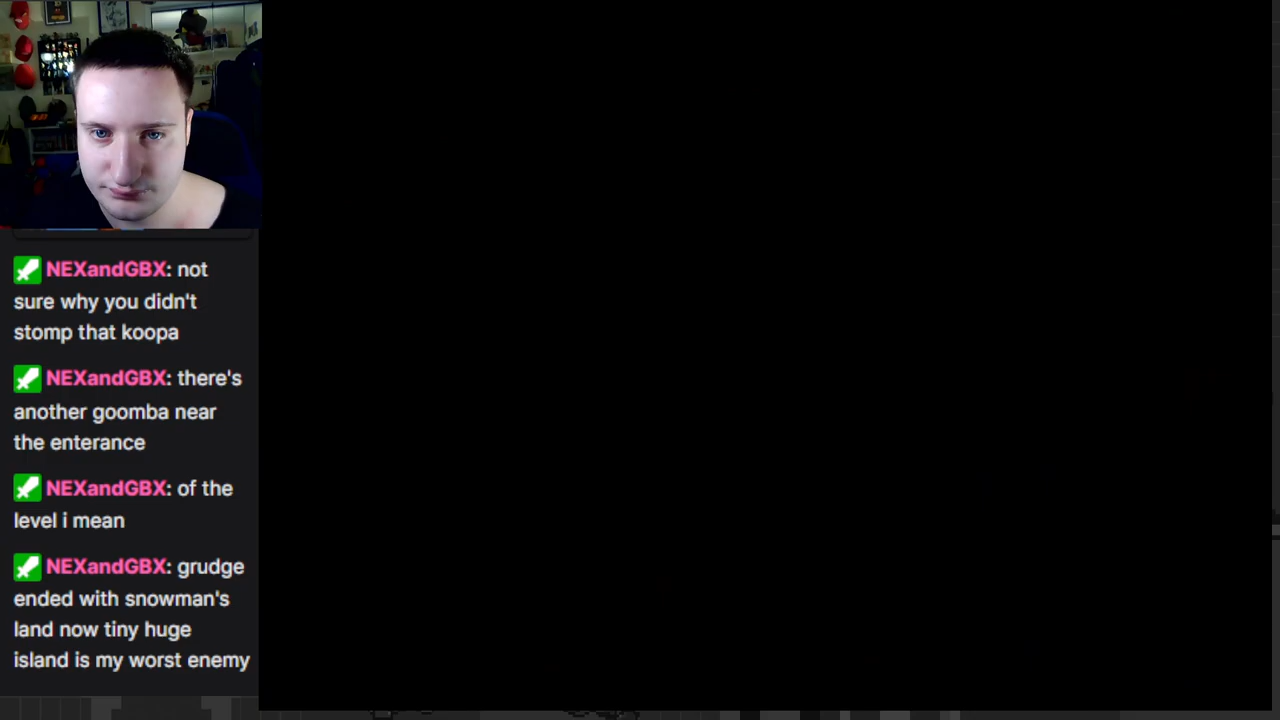 NEXandGBX: not
sure why you didn't
stomp that koopa
NEXandGBX: there's
another goomba near
the enterance
NEXandGBX: of the
level i mean
NEXandGBX: grudge
ended with snowman's
land now tiny huge
island is my worst enemy